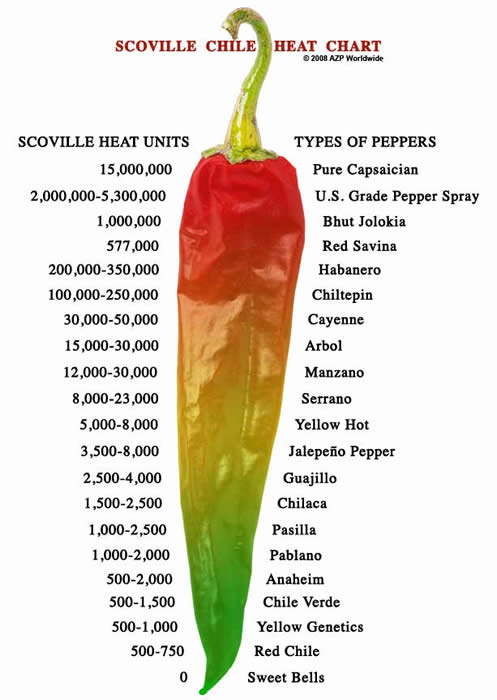 SCOVILLE CHILE HEAT CHART
© 2008 AZP Worldwide
SCOVILLE HEAT UNITS TYPES OF PEPPERS
15,000,000 Pure Capsaician
2,000,000-5,300,000 U.S. Grade Pepper Spray
1,000,000 Bhut Jolokia
577,000 Red Savina
200,000-350,000 Habanero
100,000-250,000 Chiltepin
30,000-50,000 Cayenne
15,000-30,000 Arbol
12,000-30,000 Manzano
8,000-23,000 Serrano
5,000-8,000 Yellow Hot
3,500-8,000 Jalepeño Pepper
2,500-4,000 Guajillo
1,500-2,500 Chilaca
1,000-2,500 Pasilla
1,000-2,000 Pablano
500-2,000 Anaheim
500-1,500 Chile Verde
500-1,000 Yellow Genetics
500-750 Red Chile
0 Sweet Bells